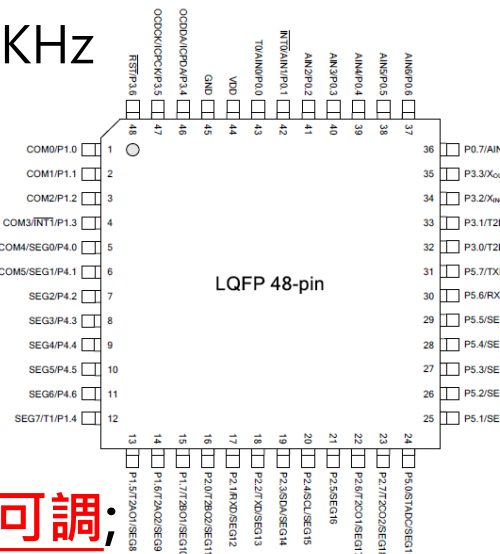 KHz
RST/P3.6
OCDCK/ICPCK/P3.5
OCDDA/ICPDA/P3.4
GND
VDD
T0/AIN0/P0.0
INT0/AIN1/P0.1
AIN2/P0.2
AIN3/P0.3
AIN4/P0.4
AIN5/P0.5
AIN6/P0.6
48
47
46
45
44
43
42
41
40
39
38
37
COM0/P1.0 1
COM1/P1.1 2
COM2/P1.2 3
COM3/INT1/P1.3 4
COM4/SEG0/P4.0 5
COM5/SEG1/P4.1 6
SEG2/P4.2 7
SEG3/P4.3 8
SEG4/P4.4 9
SEG5/P4.5 10
SEG6/P4.6 11
SEG7/T1/P1.4 12
LQFP 48-pin
36 P0.7/AIN
35 P3.3/XOU
34 P3.2/XIN
33 P3.1/T2
32 P3.0/T2
31 P5.7/TX
30 P5.6/RX
29 P5.5/SE
28 P5.4/SE
27 P5.3/SE
26 P5.2/SE
25 P5.1/SE
13
14
15
16
17
18
19
20
21
22
23
24
P1.5/T2AO1/SEG8
P1.6/T2AO2/SEG9
P1.7/T2BO1/SEG10
P2.0/T2BO2/SEG11
P2.1/RXD/SEG12
P2.2/TXD/SEG13
P2.3/SDA/SEG14
P2.4/SCL/SEG15
P2.5/SEG16
P2.6/T2CO1/SEG1
P2.7/T2CO2/SEG1
P5.0/STADC/SEG1
可調;